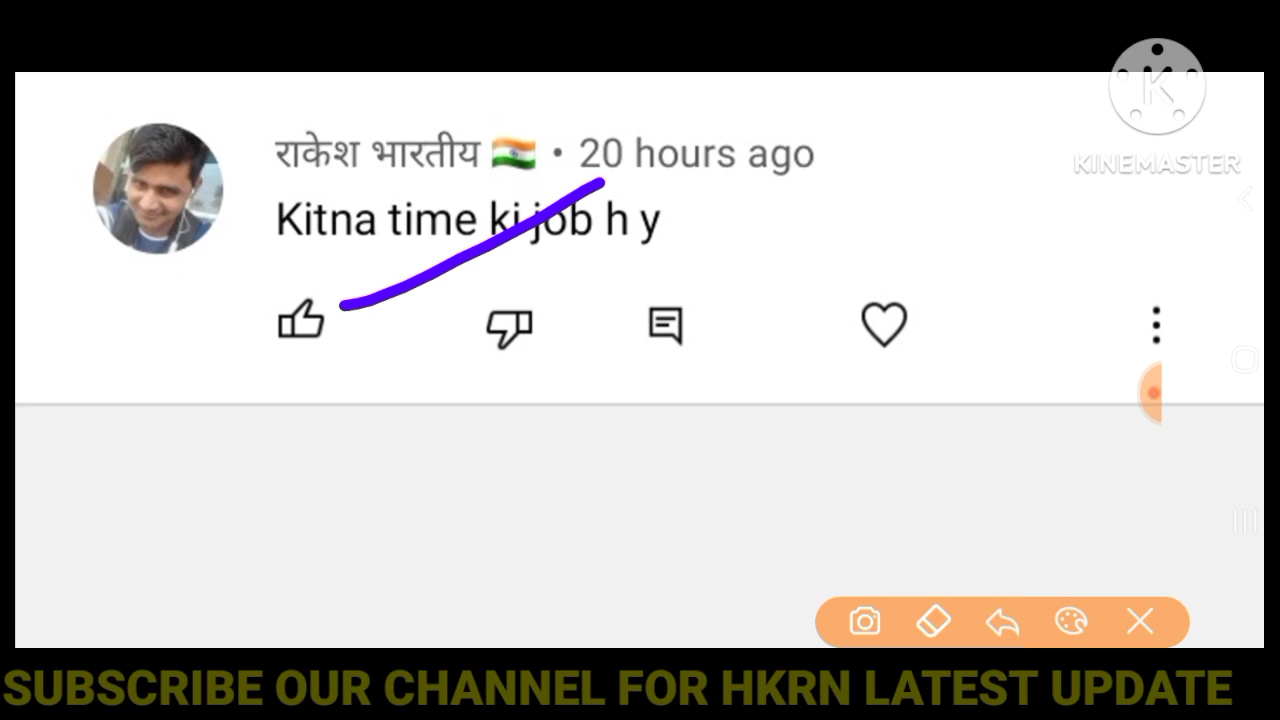 राकेश भारतीय 🇮🇳 • 20 hours ago
KINEMASTER
Kitna time ki job h y
SUBSCRIBE OUR CHANNEL FOR HKRN LATEST UPDATE